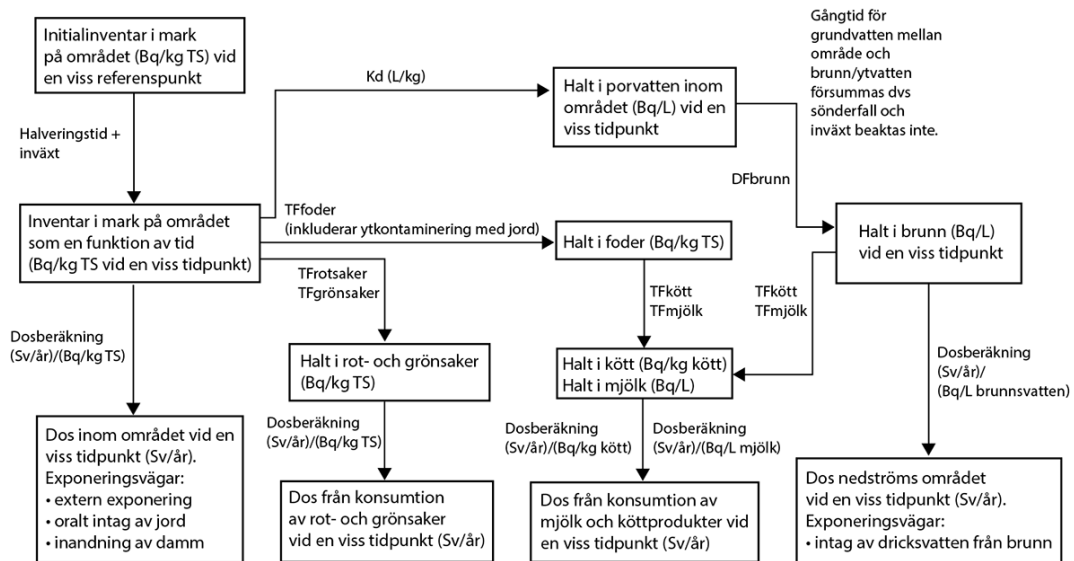 Initialinventar i mark
på området (Bq/kg TS) vid
en viss referenspunkt
Kd (L/kg)
Halt i porvatten inom
området (Bq/L) vid en
viss tidpunkt
Gångtid för
grundvatten mellan
område och
brunn/ytvatten
försummas dvs
sönderfall och
inväxt beaktas inte.
Halveringstid +
inväxt
DFbrunn
Inventar i mark på området
som en funktion av tid
(Bq/kg TS vid en viss tidpunkt)
TFfoder
(inkluderar ytkontaminering med jord)
Halt i foder (Bq/kg TS)
Halt i brunn (Bq/L)
vid en viss tidpunkt
TFrotsaker
TFgrönsaker
TFkött
TFmjölk
TFkött
TFmjölk
Dosberäkning
(Sv/år)/(Bq/kg TS)
Halt i rot- och grönsaker
(Bq/kg TS)
Halt i kött (Bq/kg kött)
Halt i mjölk (Bq/L)
Dosberäkning
(Sv/år)/
(Bq/L brunnsvatten)
Dosberäkning
(Sv/år)/(Bq/kg TS)
Dosberäkning
(Sv/år)/(Bq/kg kött)
Dosberäkning
(Sv/år)/(Bq/L mjölk)
Dos inom området vid en
viss tidpunkt (Sv/år).
Exponeringsvägar:
• extern exponering
• oralt intag av jord
• inandning av damm
Dos från konsumtion
av rot- och grönsaker
vid en viss tidpunkt (Sv/år)
Dos från konsumtion av
mjölk och köttprodukter vid
en viss tidpunkt (Sv/år)
Dos nedströms området
vid en viss tidpunkt (Sv/år).
Exponeringsvägar:
• intag av dricksvatten från brunn